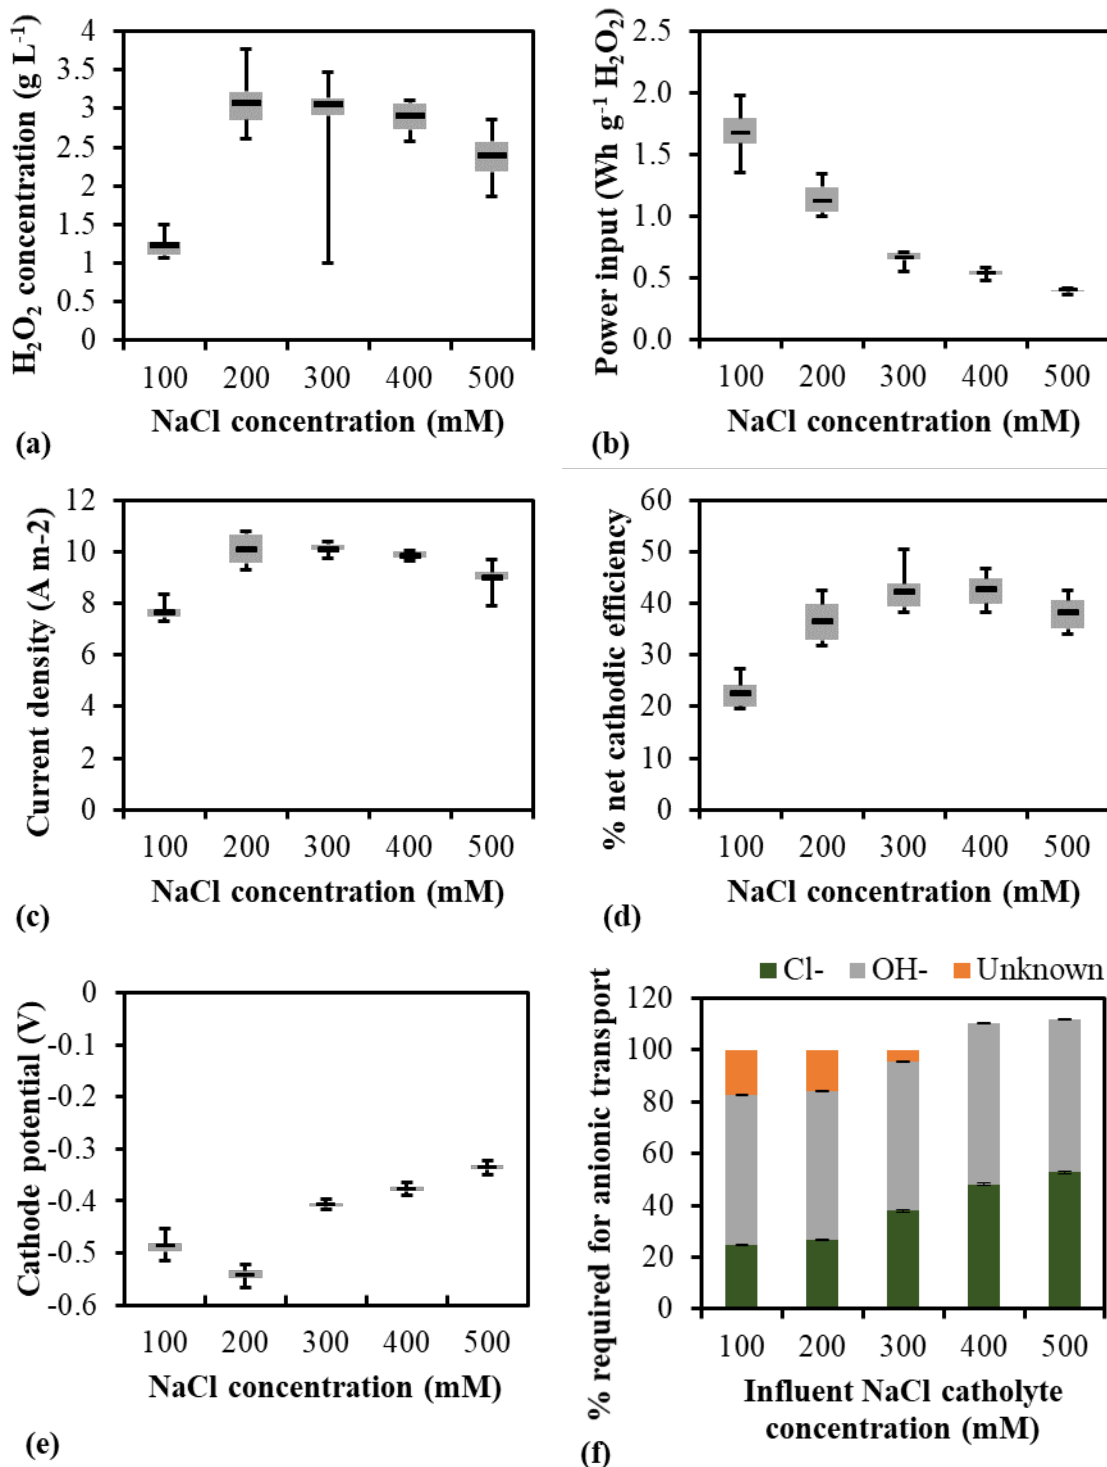 H₂O₂ concentration (g L⁻¹)
4
3.5
3
2.5
2
1.5
1
0.5
0
100 200 300 400 500
NaCl concentration (mM)
(a)
Power input (Wh g⁻¹ H₂O₂)
2.5
2.0
1.5
1.0
0.5
0.0
100 200 300 400 500
NaCl concentration (mM)
(b)
Current density (A m-2)
12
10
8
6
4
2
0
100 200 300 400 500
NaCl concentration (mM)
(c)
% net cathodic efficiency
60
50
40
30
20
10
0
100 200 300 400 500
NaCl concentration (mM)
(d)
Cathode potential (V)
0
-0.1
-0.2
-0.3
-0.4
-0.5
-0.6
100 200 300 400 500
NaCl concentration (mM)
(e)
Cl- OH- Unknown
% required for anionic transport
120
100
80
60
40
20
0
100 200 300 400 500
Influent NaCl catholyte
concentration (mM)
(f)